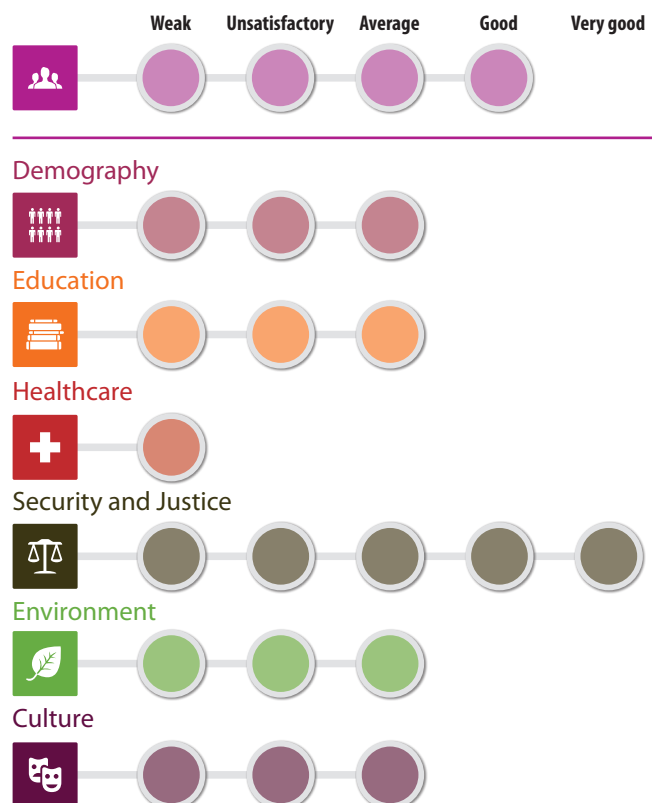 Weak Unsatisfactory Average Good Very good
Demography
Education
Healthcare
Security and Justice
Environment
Culture